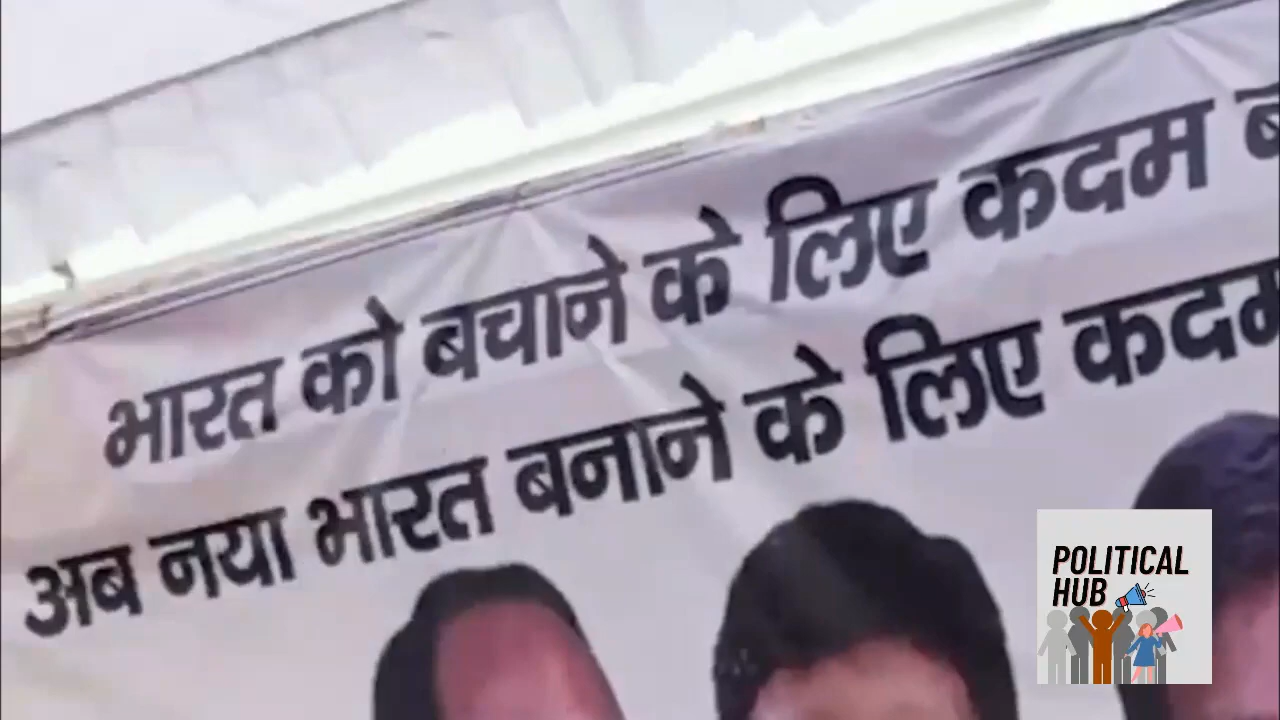 भारत को बचाने के लिए कदम
अब नया भारत बनाने के लिए कदम
POLITICAL
HUB